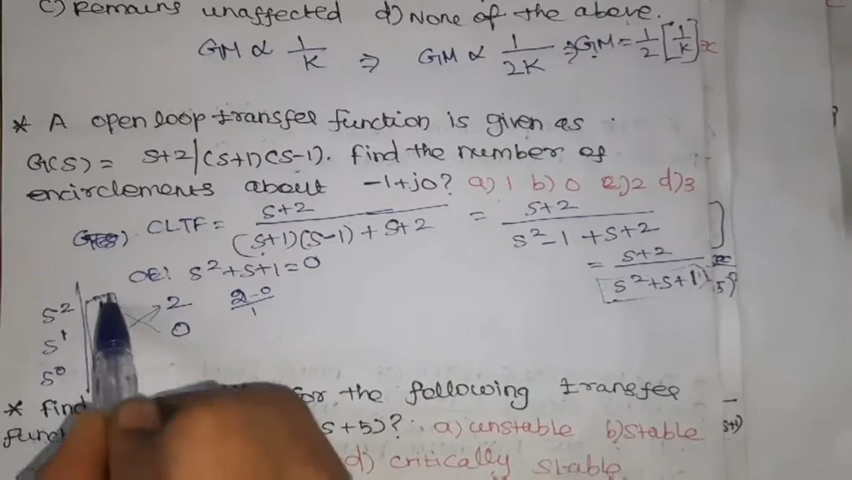 c) Remains unaffected d) None of the above.
GM ∝ 1/K ⇒ GM ∝ 1/2K ⇒ GM = 1/2 [1/K] x
* A open loop transfer function is given as
G(s) = s+2/(s+1)(s-1). Find the number of
encirclements about -1+j0? a) 1 b) 0 c) 2 d) 3
CLTF = s+2/(s+1)(s-1)+s+2 = s+2/s²-1+s+2
= s+2/s²+s+1
CE: s²+s+1=0
s² 2 2-0/1
s¹ 0
s⁰
* Find for the following transfer
s+5)? a) unstable b) stable
d) critically stable